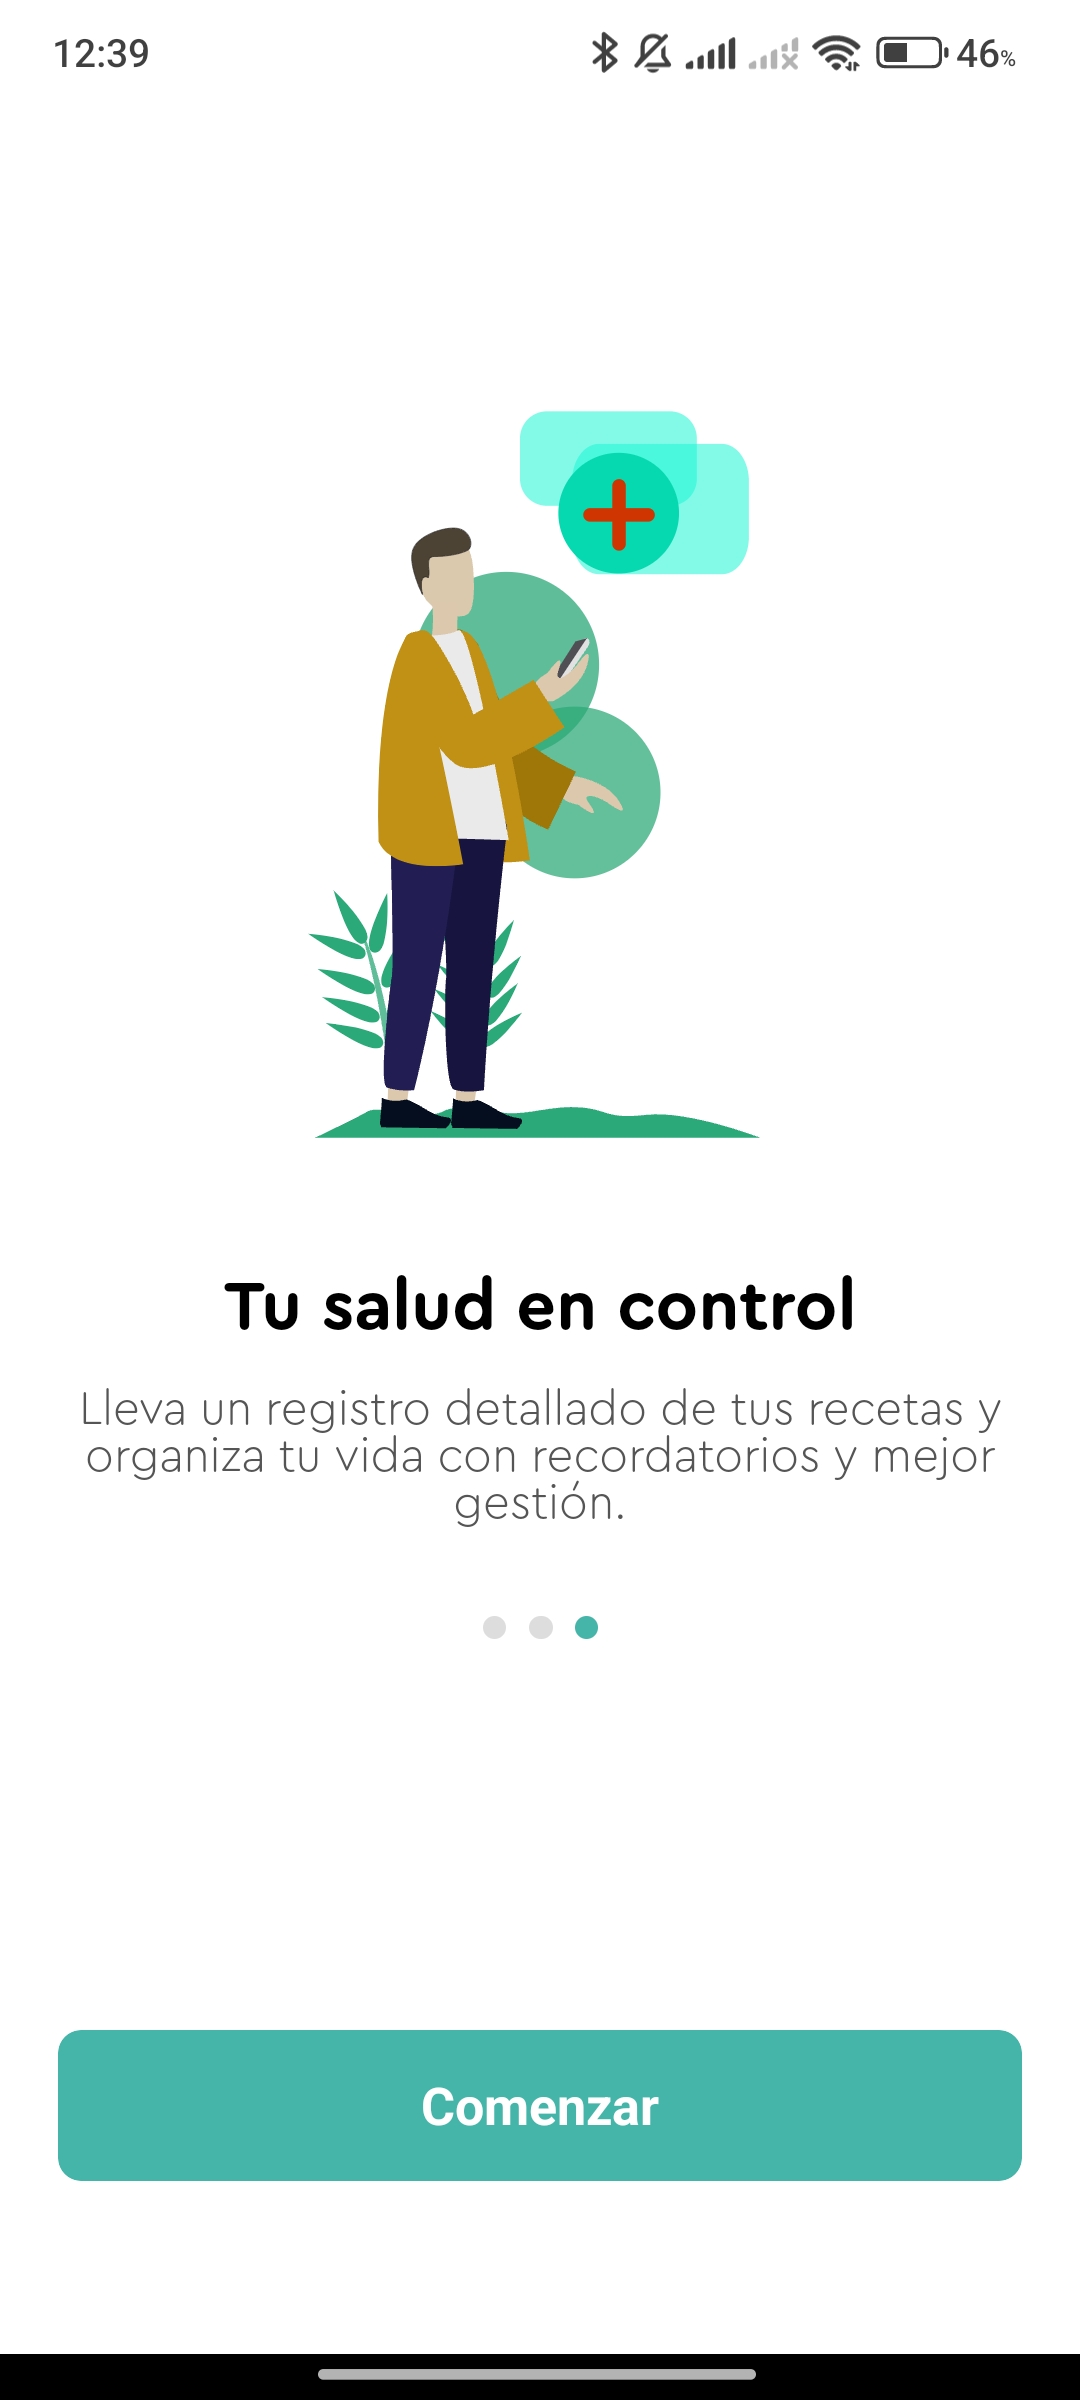 12:39
46%
Tu salud en control
Lleva un registro detallado de tus recetas y
organiza tu vida con recordatorios y mejor
gestión.
Comenzar